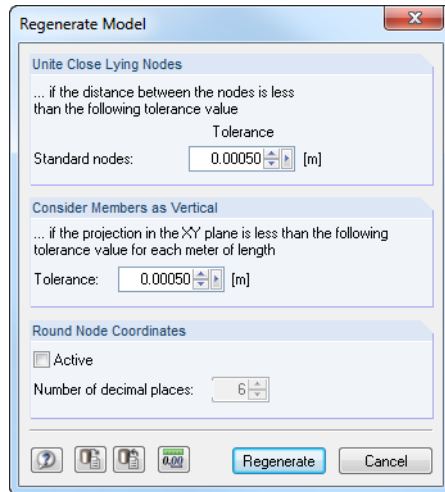 Regenerate Model
Unite Close Lying Nodes
... if the distance between the nodes is less
than the following tolerance value
Tolerance
Standard nodes: 0.00050 [m]
Consider Members as Vertical
... if the projection in the XY plane is less than the following
tolerance value for each meter of length
Tolerance: 0.00050 [m]
Round Node Coordinates
Active
Number of decimal places: 6
0.00 Regenerate Cancel